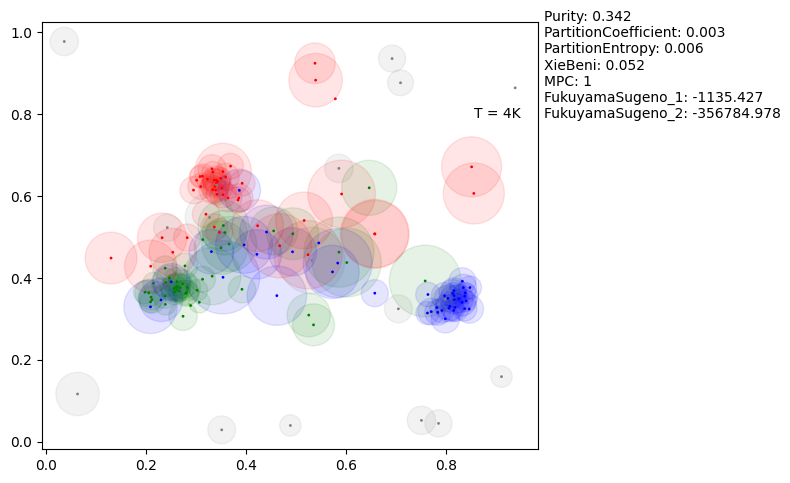 Purity: 0.342
PartitionCoefficient: 0.003
PartitionEntropy: 0.006
XieBeni: 0.052
MPC: 1
FukuyamaSugeno_1: -1135.427
FukuyamaSugeno_2: -356784.978
T = 4K
1.0
0.8
0.6
0.4
0.2
0.0
0.0 0.2 0.4 0.6 0.8